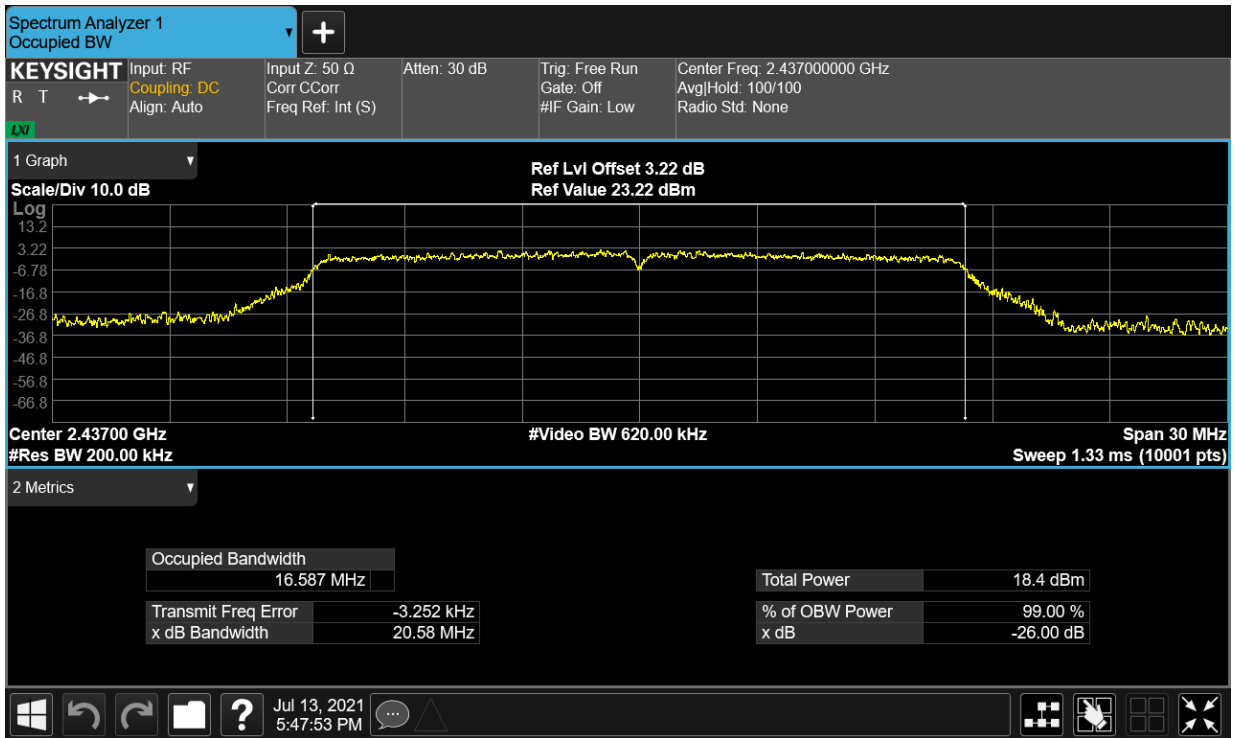 Spectrum Analyzer 1
Occupied BW
KEYSIGHT
R T
LXI
Input: RF
Coupling: DC
Align: Auto
Input Z: 50 Ω
Corr CCorr
Freq Ref: Int (S)
Atten: 30 dB
Trig: Free Run
Gate: Off
#IF Gain: Low
Center Freq: 2.437000000 GHz
Avg|Hold: 100/100
Radio Std: None
1 Graph
Scale/Div 10.0 dB
Ref Lvl Offset 3.22 dB
Ref Value 23.22 dBm
Log
13.2
3.22
-6.78
-16.8
-26.8
-36.8
-46.8
-56.8
-66.8
Center 2.43700 GHz
#Video BW 620.00 kHz
Span 30 MHz
#Res BW 200.00 kHz
Sweep 1.33 ms (10001 pts)
2 Metrics
Occupied Bandwidth
16.587 MHz
Total Power 18.4 dBm
Transmit Freq Error -3.252 kHz
% of OBW Power 99.00 %
x dB Bandwidth 20.58 MHz
x dB -26.00 dB
?
Jul 13, 2021
5:47:53 PM